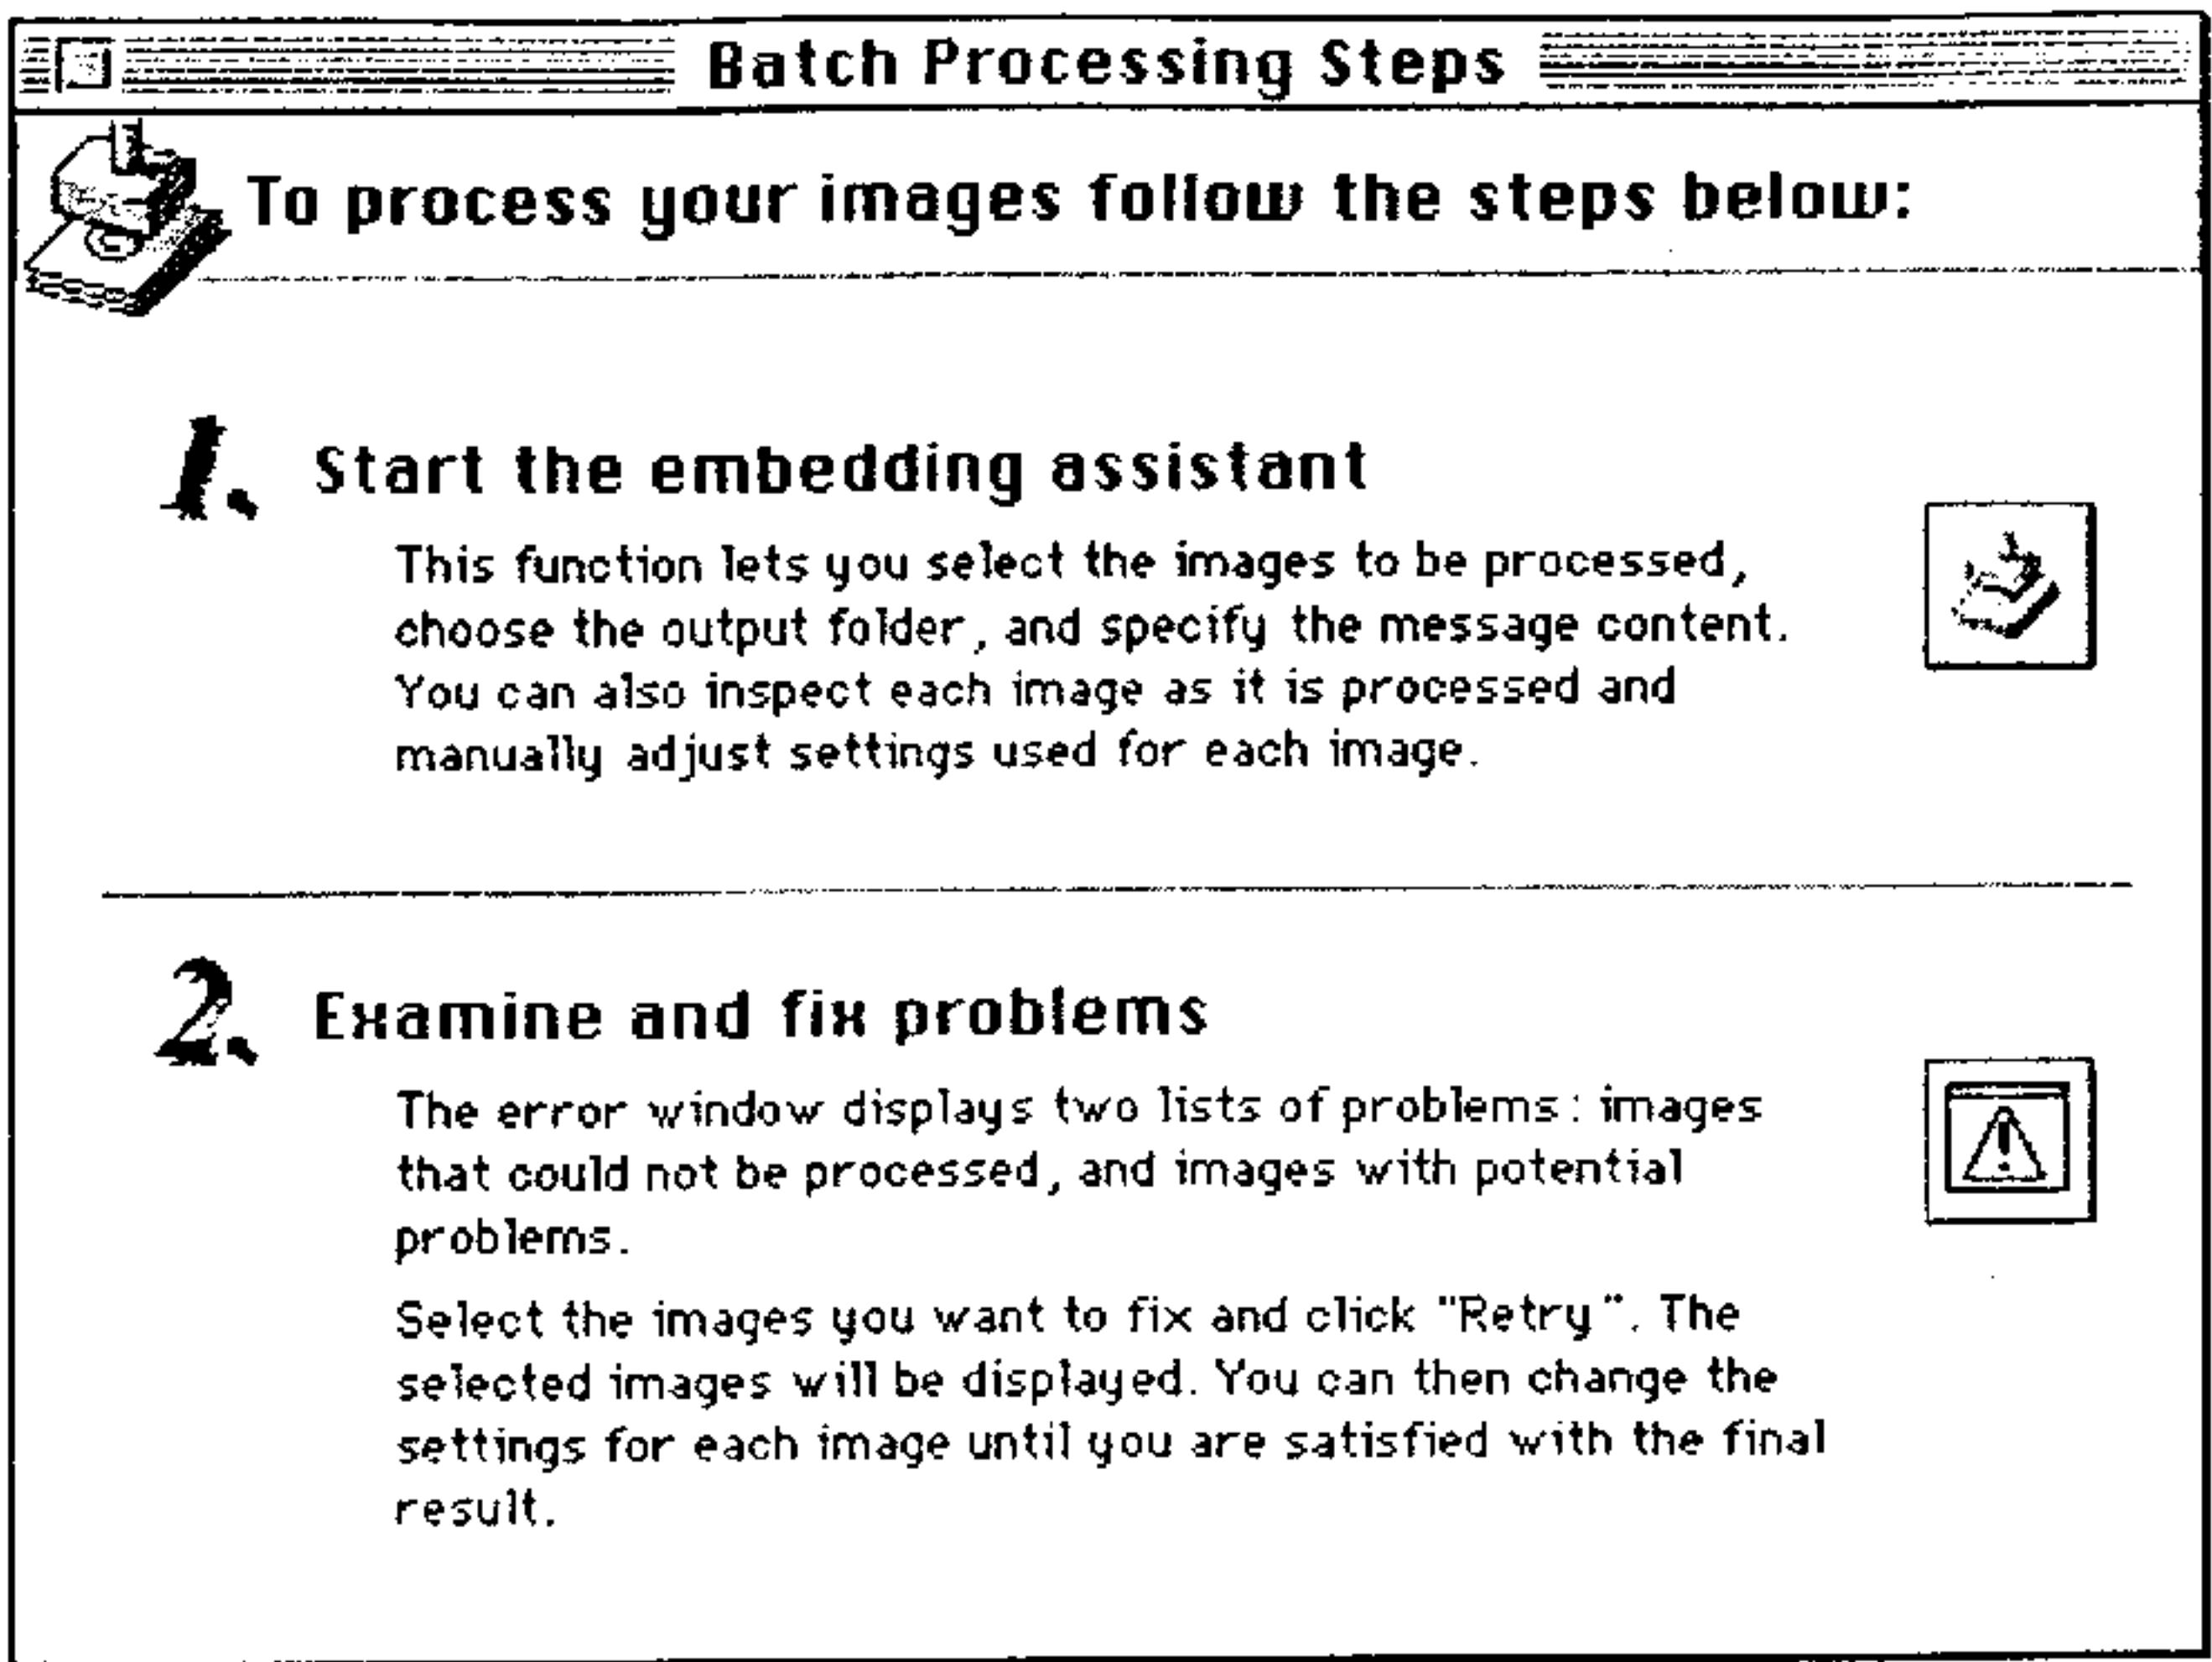 Batch Processing Steps
To process your images follow the steps below:
1. Start the embedding assistant
This function lets you select the images to be processed,
choose the output folder, and specify the message content.
You can also inspect each image as it is processed and
manually adjust settings used for each image.
2. Examine and fix problems
The error window displays two lists of problems: images
that could not be processed, and images with potential
problems.
Select the images you want to fix and click "Retry". The
selected images will be displayed. You can then change the
settings for each image until you are satisfied with the final
result.